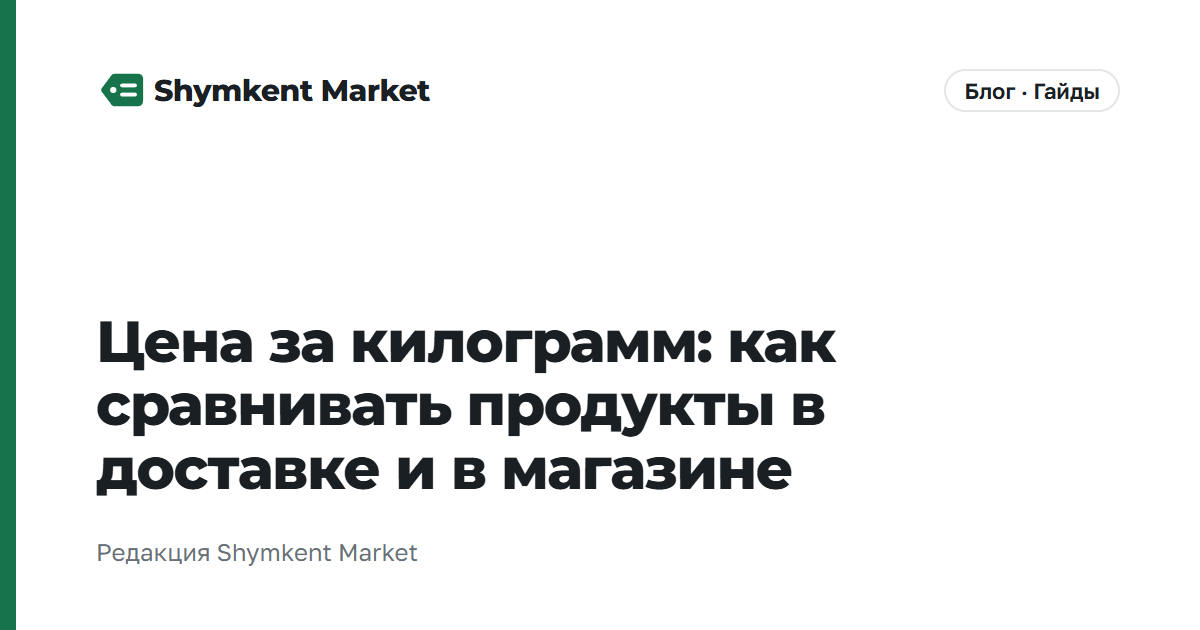 Shymkent Market
Блог · Гайды
Цена за килограмм: как
сравнивать продукты в
доставке и в магазине
Редакция Shymkent Market